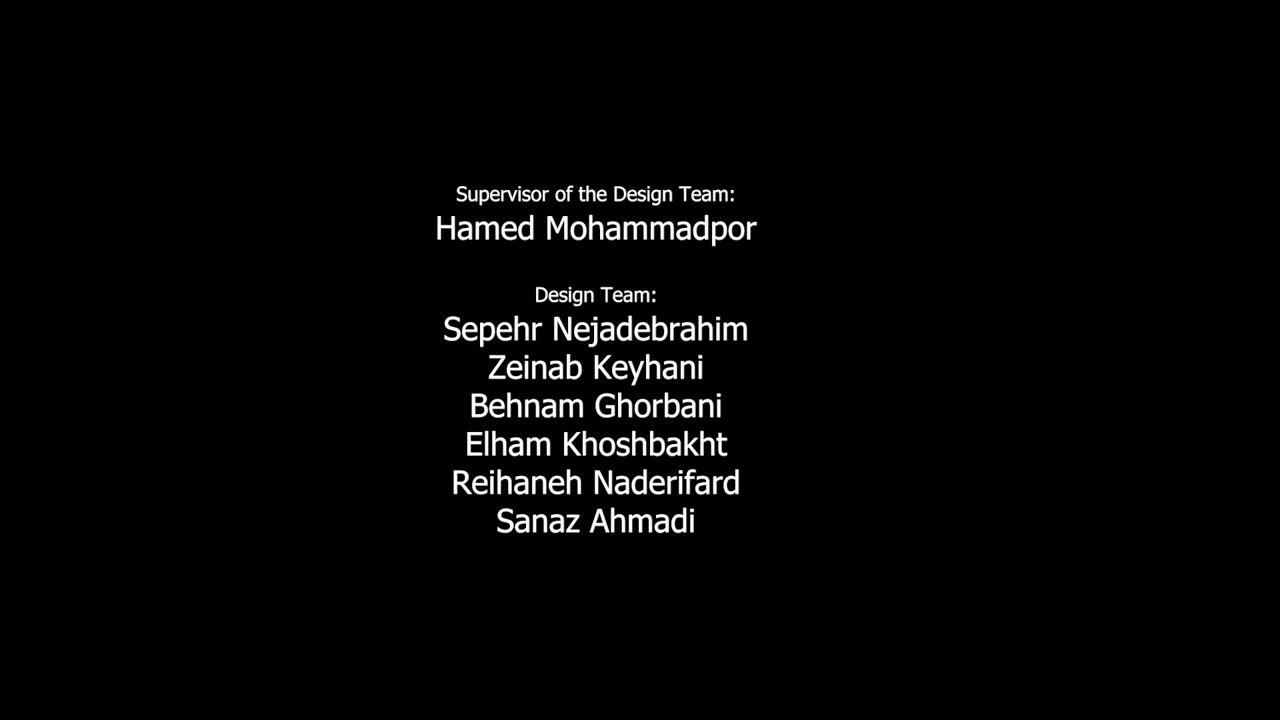 Supervisor of the Design Team:
Hamed Mohammadpor
Design Team:
Sepehr Nejadebrahim
Zeinab Keyhani
Behnam Ghorbani
Elham Khoshbakht
Reihaneh Naderifard
Sanaz Ahmadi